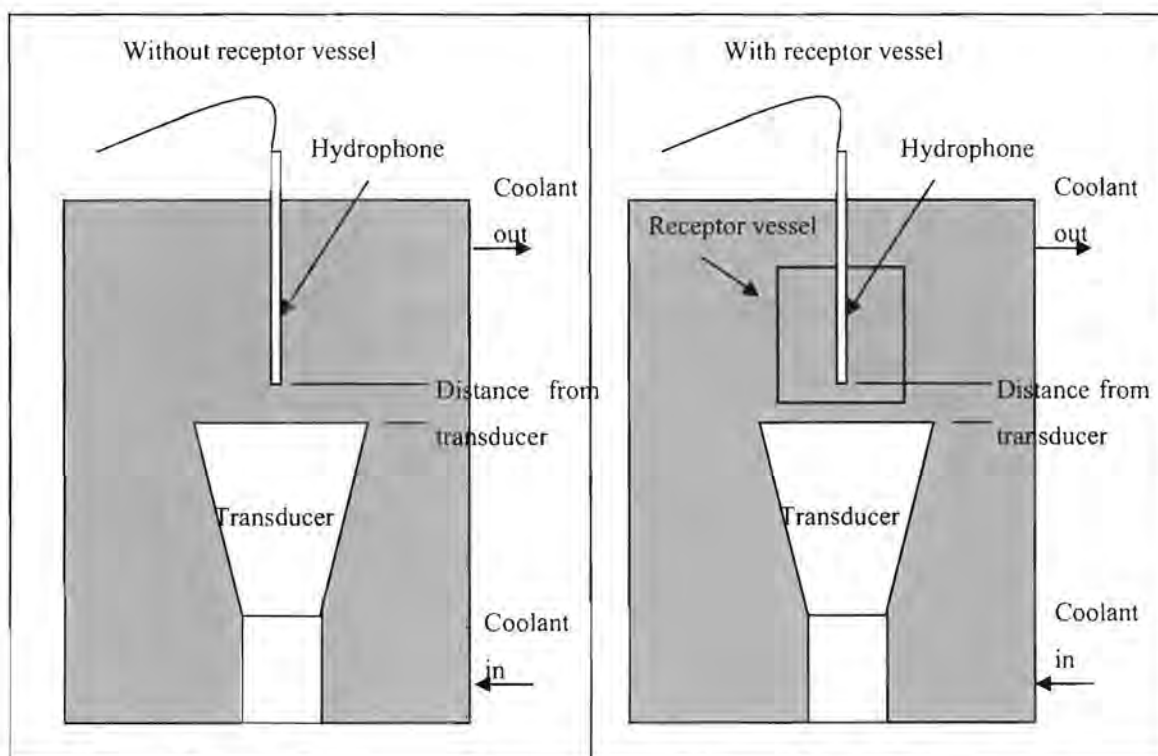 Without receptor vessel
Hydrophone
Coolant
out
Distance from
transducer
Transducer
Coolant
in
With receptor vessel
Hydrophone
Coolant
out
Receptor vessel
Distance from
transducer
Transducer
Coolant
in